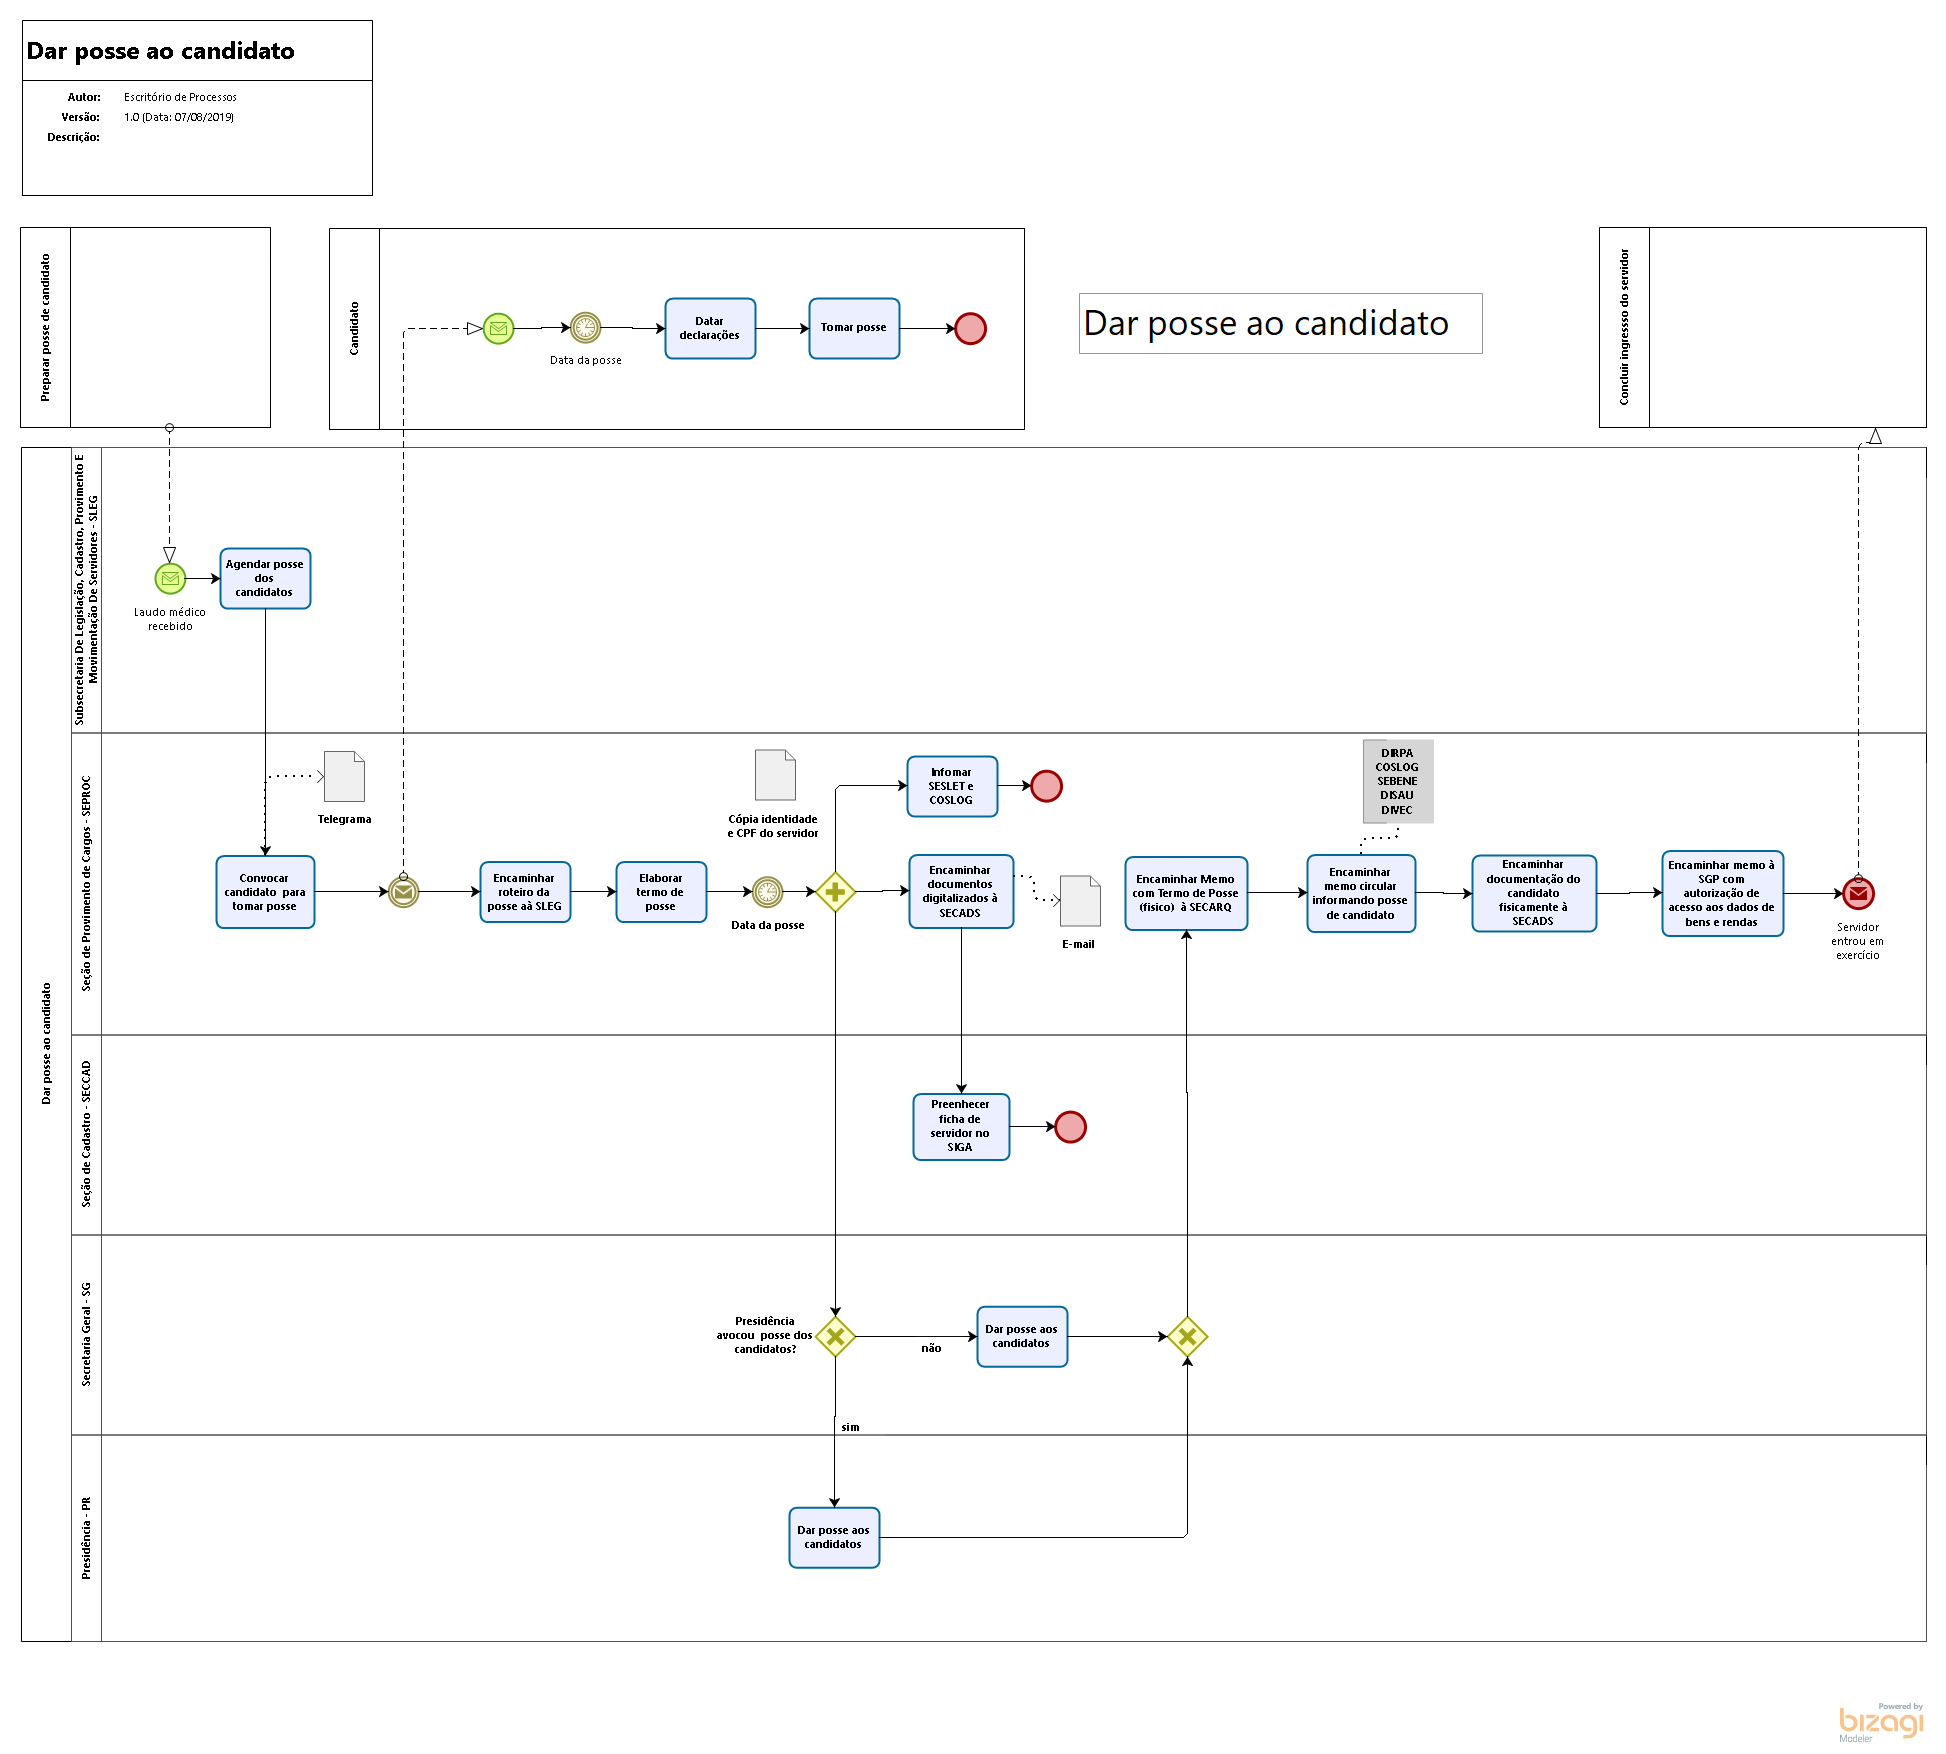 Dar posse ao candidato
Autor: Escritório de Processos
Versão: 1.0 (Data: 07/08/2019)
Descrição:
Preparar posse de candidato
Candidato
Data da posse
Datar
declarações
Tomar posse
Dar posse ao candidato
Concluir ingressso do servidor
Dar posse ao candidato
Subsecretaria De Legislação, Cadastro, Provimento E
Movimentação De Servidores - SLEG
Laudo médico
recebido
Agendar posse
dos
candidatos
Seção de Provimento de Cargos - SEPROC
Telegrama
Convocar
candidato para
tomar posse
Encaminhar
roteiro da
posse aà SLEG
Elaborar
termo de
posse
Cópia identidade
e CPF do servidor
Data da posse
Infomar
SESLET e
COSLOG
Encaminhar
documentos
digitalizados à
SECADS
E-mail
Encaminhar Memo
com Termo de Posse
(físico) à SECARQ
DIRPA
COSLOG
SEBENE
DISAU
DIVEC
Encaminhar
memo circular
informando posse
de candidato
Encaminhar
documentação do
candidato
fisicamente à
SECADS
Encaminhar memo à
SGP com
autorização de
acesso aos dados de
bens e rendas
Servidor
entrou em
exercício
Seção de Cadastro - SECCAD
Preenhecer
ficha de
servidor no
SIGA
Secretaria Geral - SG
Presidência
avocou posse dos
candidatos?
não
Dar posse aos
candidatos
sim
Presidência - PR
Dar posse aos
candidatos
Powered by
bizagi
Modeler